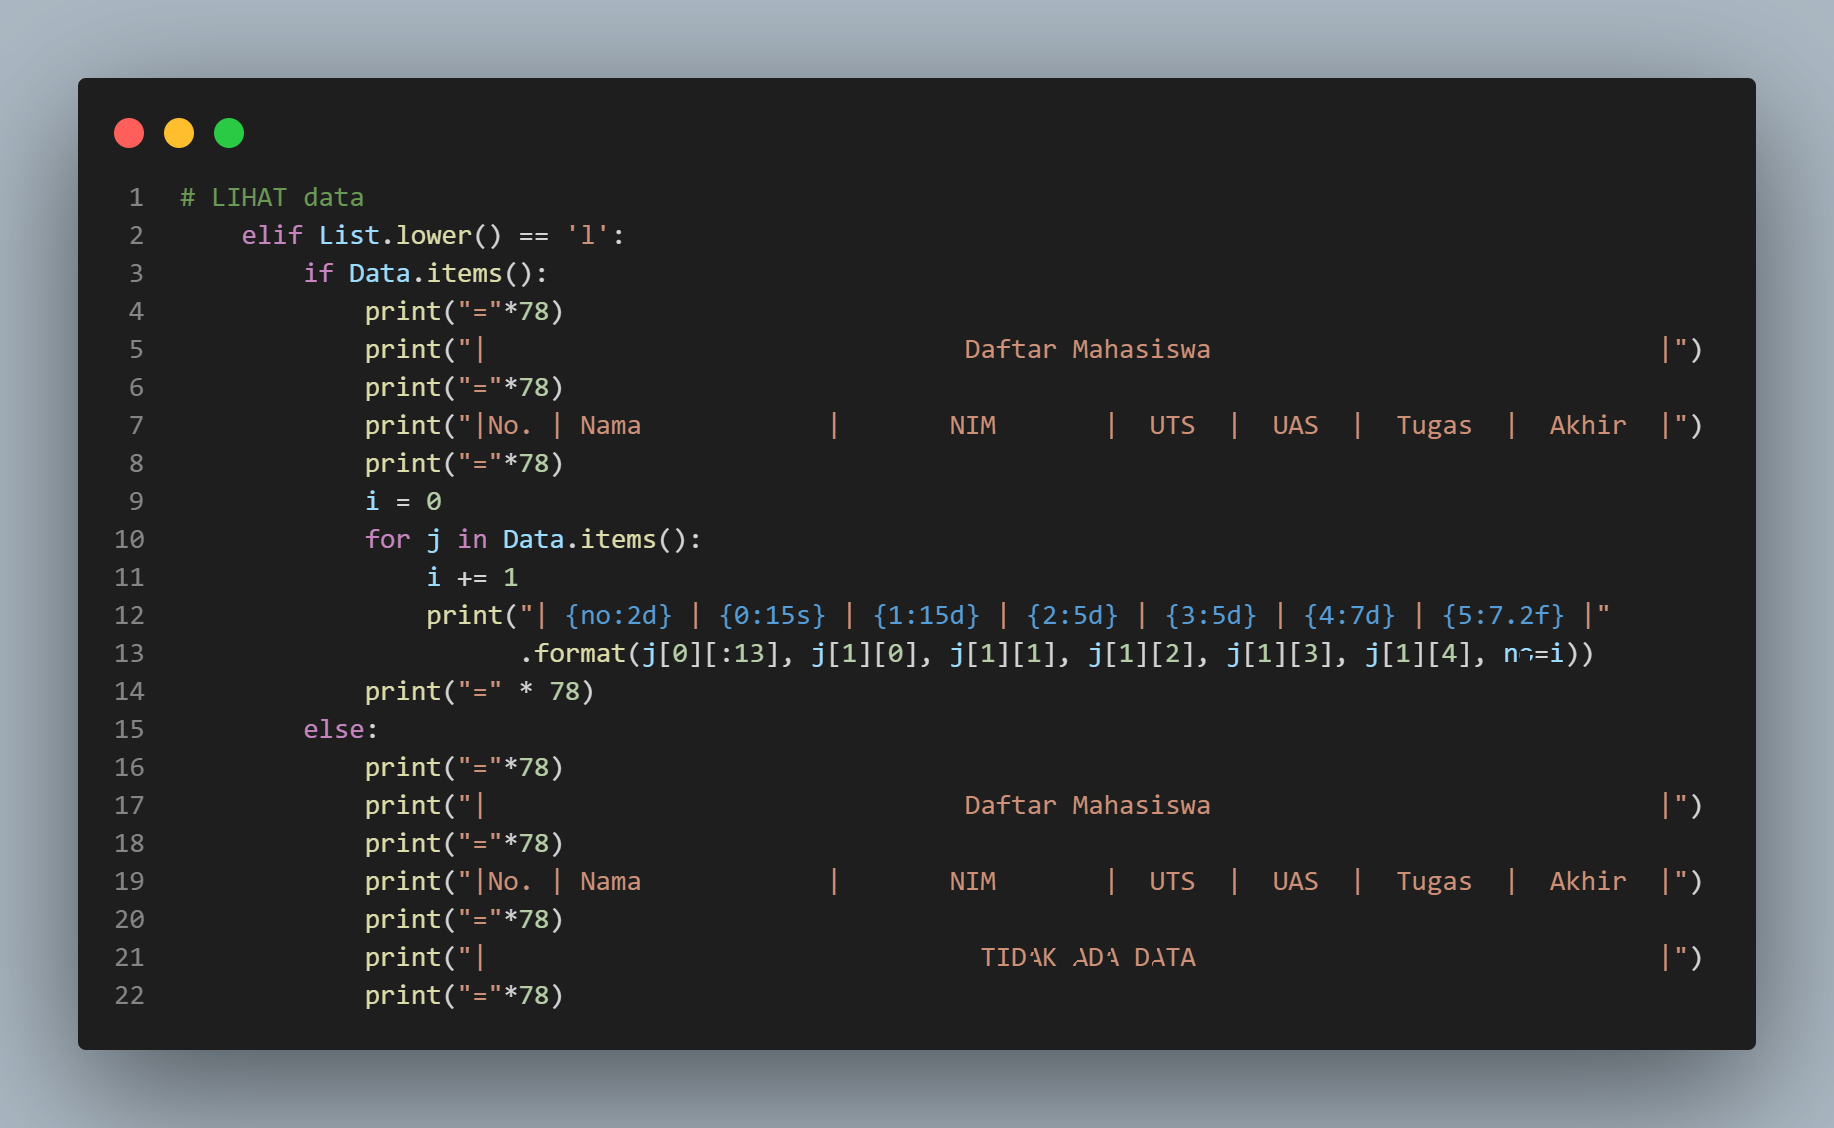 1 # LIHAT data
2     elif List.lower() == 'l':
3         if Data.items():
4             print("="*78)
5             print("|                               Daftar Mahasiswa                             |")
6             print("="*78)
7             print("|No. | Nama            |       NIM       |  UTS  |  UAS  |  Tugas  |  Akhir  |")
8             print("="*78)
9             i = 0
10             for j in Data.items():
11                 i += 1
12                 print("| {no:2d} | {0:15s} | {1:15d} | {2:5d} | {3:5d} | {4:7d} | {5:7.2f} |"
13                       .format(j[0][:13], j[1][0], j[1][1], j[1][2], j[1][3], j[1][4], no=i))
14             print("=" * 78)
15         else:
16             print("="*78)
17             print("|                               Daftar Mahasiswa                             |")
18             print("="*78)
19             print("|No. | Nama            |       NIM       |  UTS  |  UAS  |  Tugas  |  Akhir  |")
20             print("="*78)
21             print("|                                TIDAK ADA DATA                              |")
22             print("="*78)